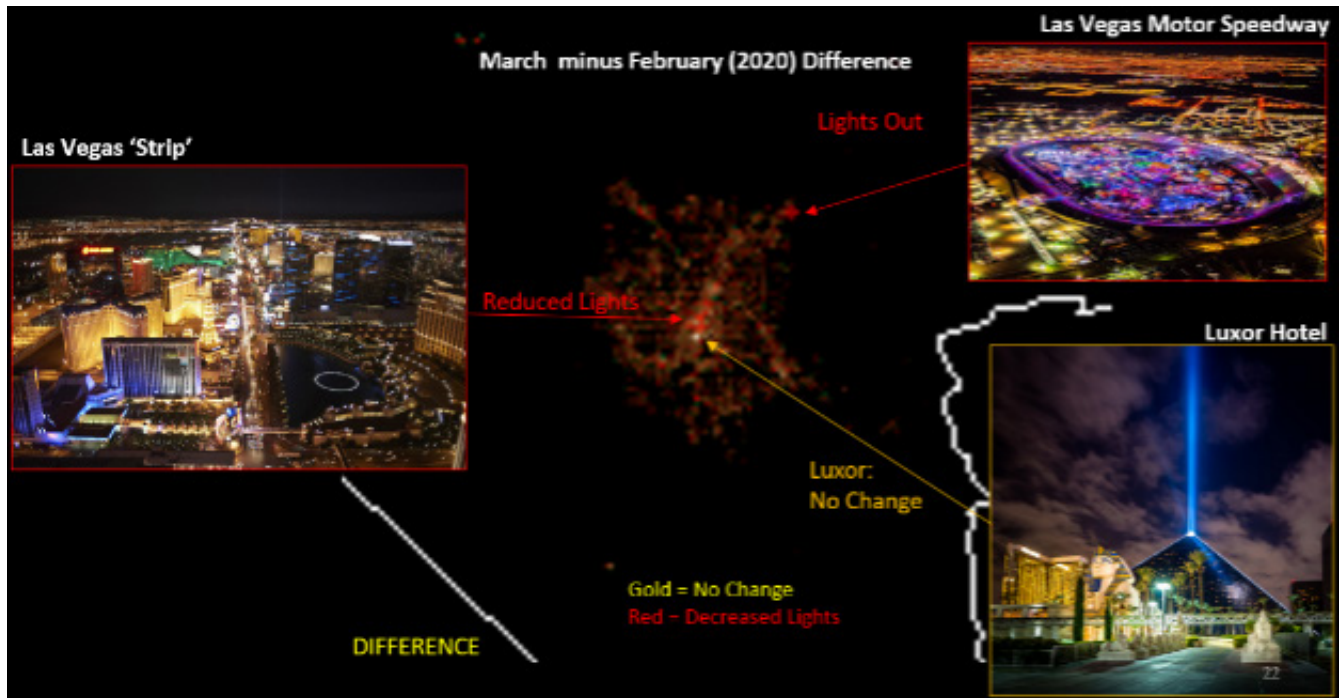 Las Vegas Motor Speedway
March minus February (2020) Difference
Lights Out
Las Vegas ‘Strip’
Reduced Lights
Luxor Hotel
Luxor:
No Change
Gold = No Change
Red = Decreased Lights
DIFFERENCE
22